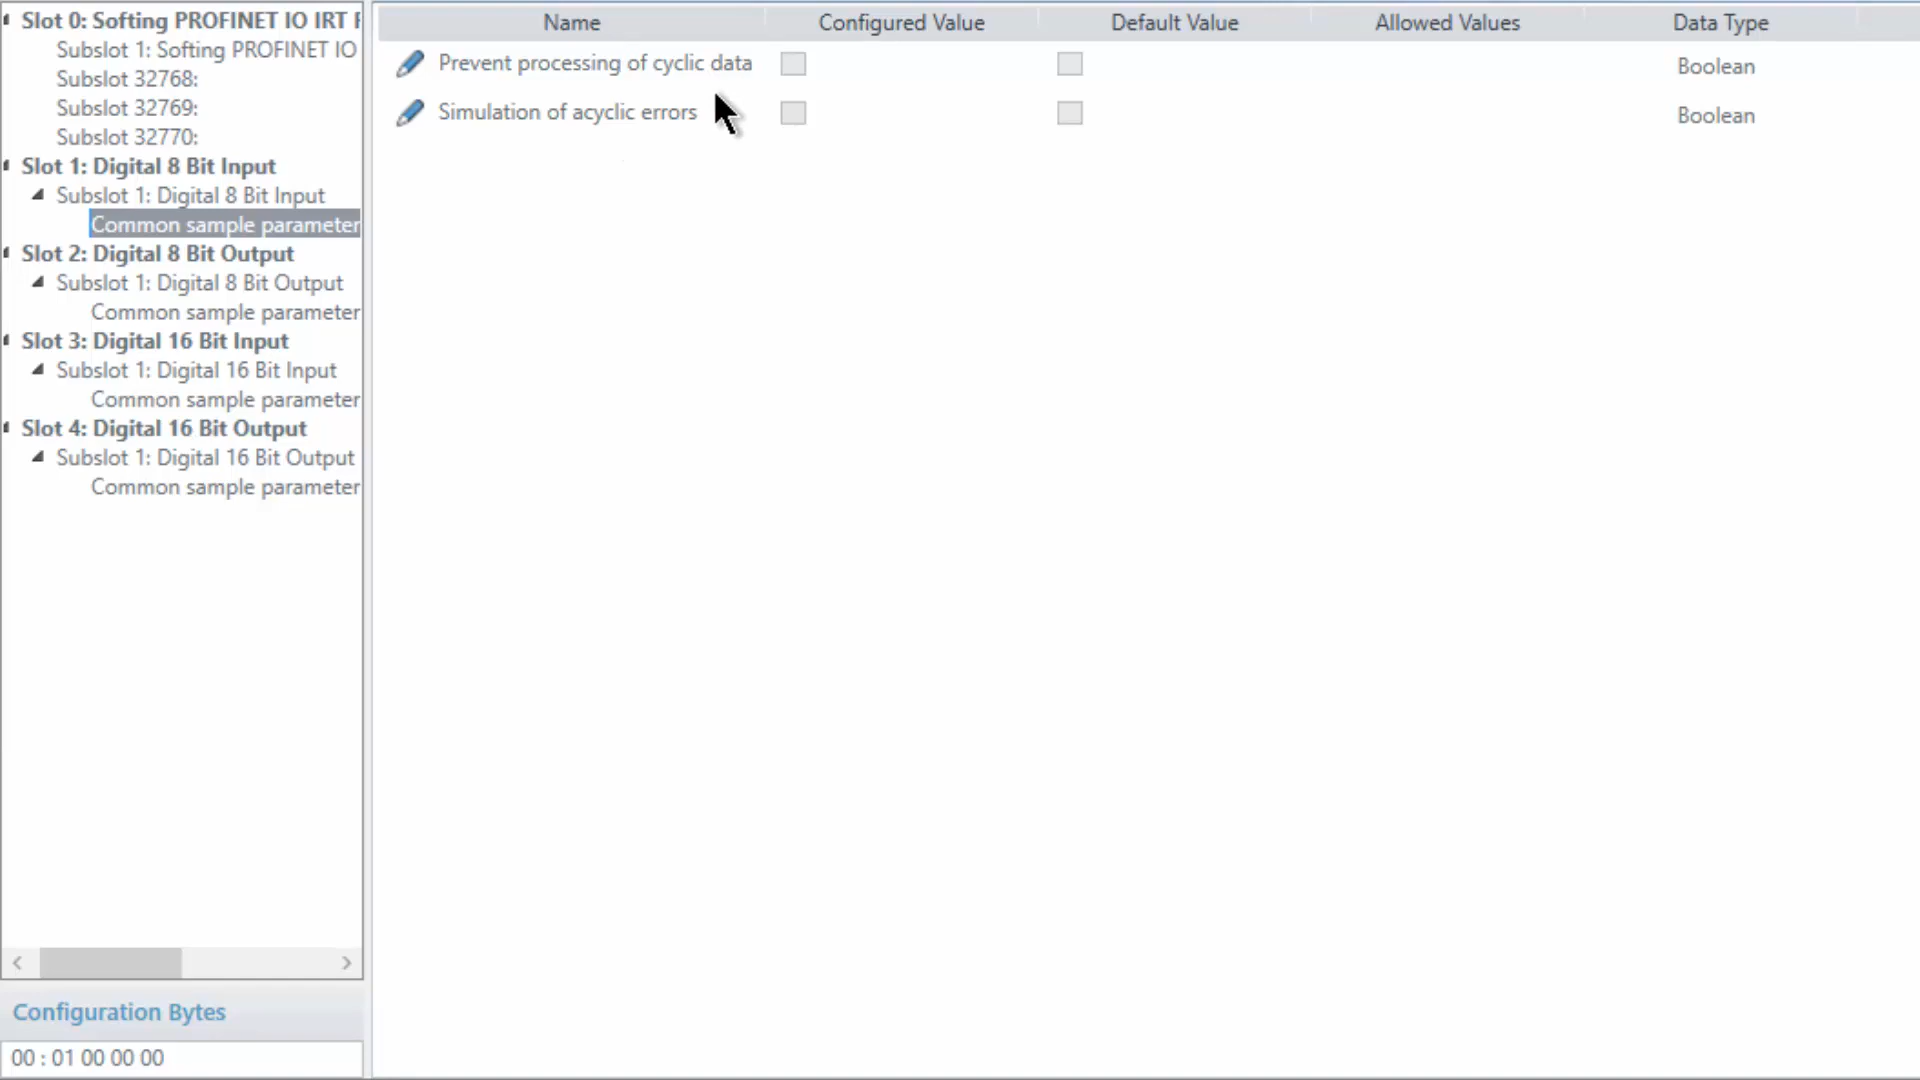 Slot 0: Softing PROFINET IO IRT
Subslot 1: Softing PROFINET IO
Subslot 32768:
Subslot 32769:
Subslot 32770:
Slot 1: Digital 8 Bit Input
Subslot 1: Digital 8 Bit Input
Common sample parameter
Slot 2: Digital 8 Bit Output
Subslot 1: Digital 8 Bit Output
Common sample parameter
Slot 3: Digital 16 Bit Input
Subslot 1: Digital 16 Bit Input
Common sample parameter
Slot 4: Digital 16 Bit Output
Subslot 1: Digital 16 Bit Output
Common sample parameter
Configuration Bytes
00 : 01 00 00 00
Name Configured Value Default Value Allowed Values Data Type
Prevent processing of cyclic data Boolean
Simulation of acyclic errors Boolean